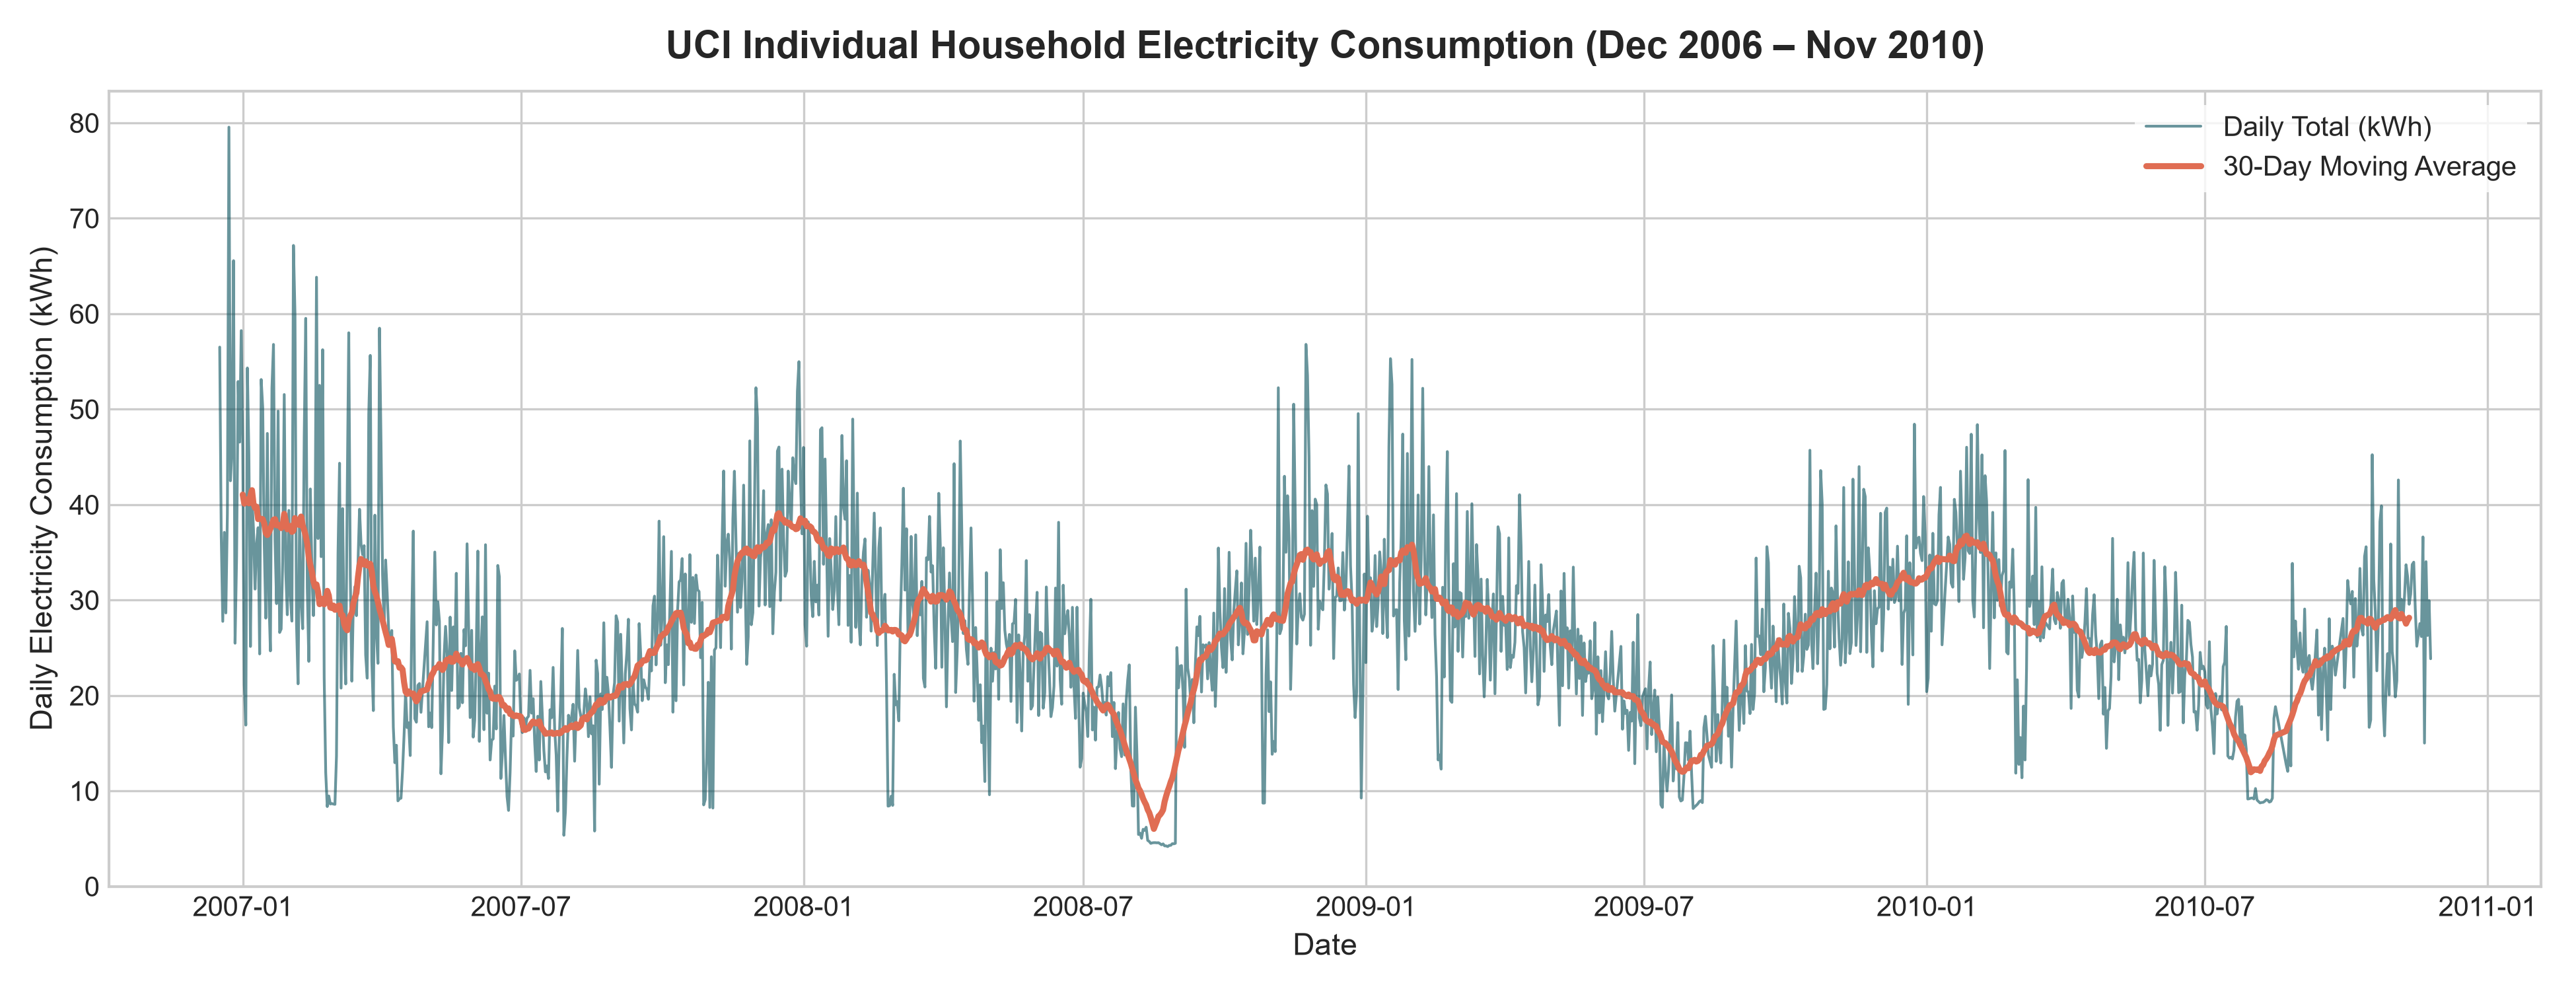 UCI Individual Household Electricity Consumption (Dec 2006 – Nov 2010)
Daily Total (kWh)
30-Day Moving Average
Daily Electricity Consumption (kWh)
80
70
60
50
40
30
20
10
0
2007-01 2007-07 2008-01 2008-07 2009-01 2009-07 2010-01 2010-07 2011-01
Date